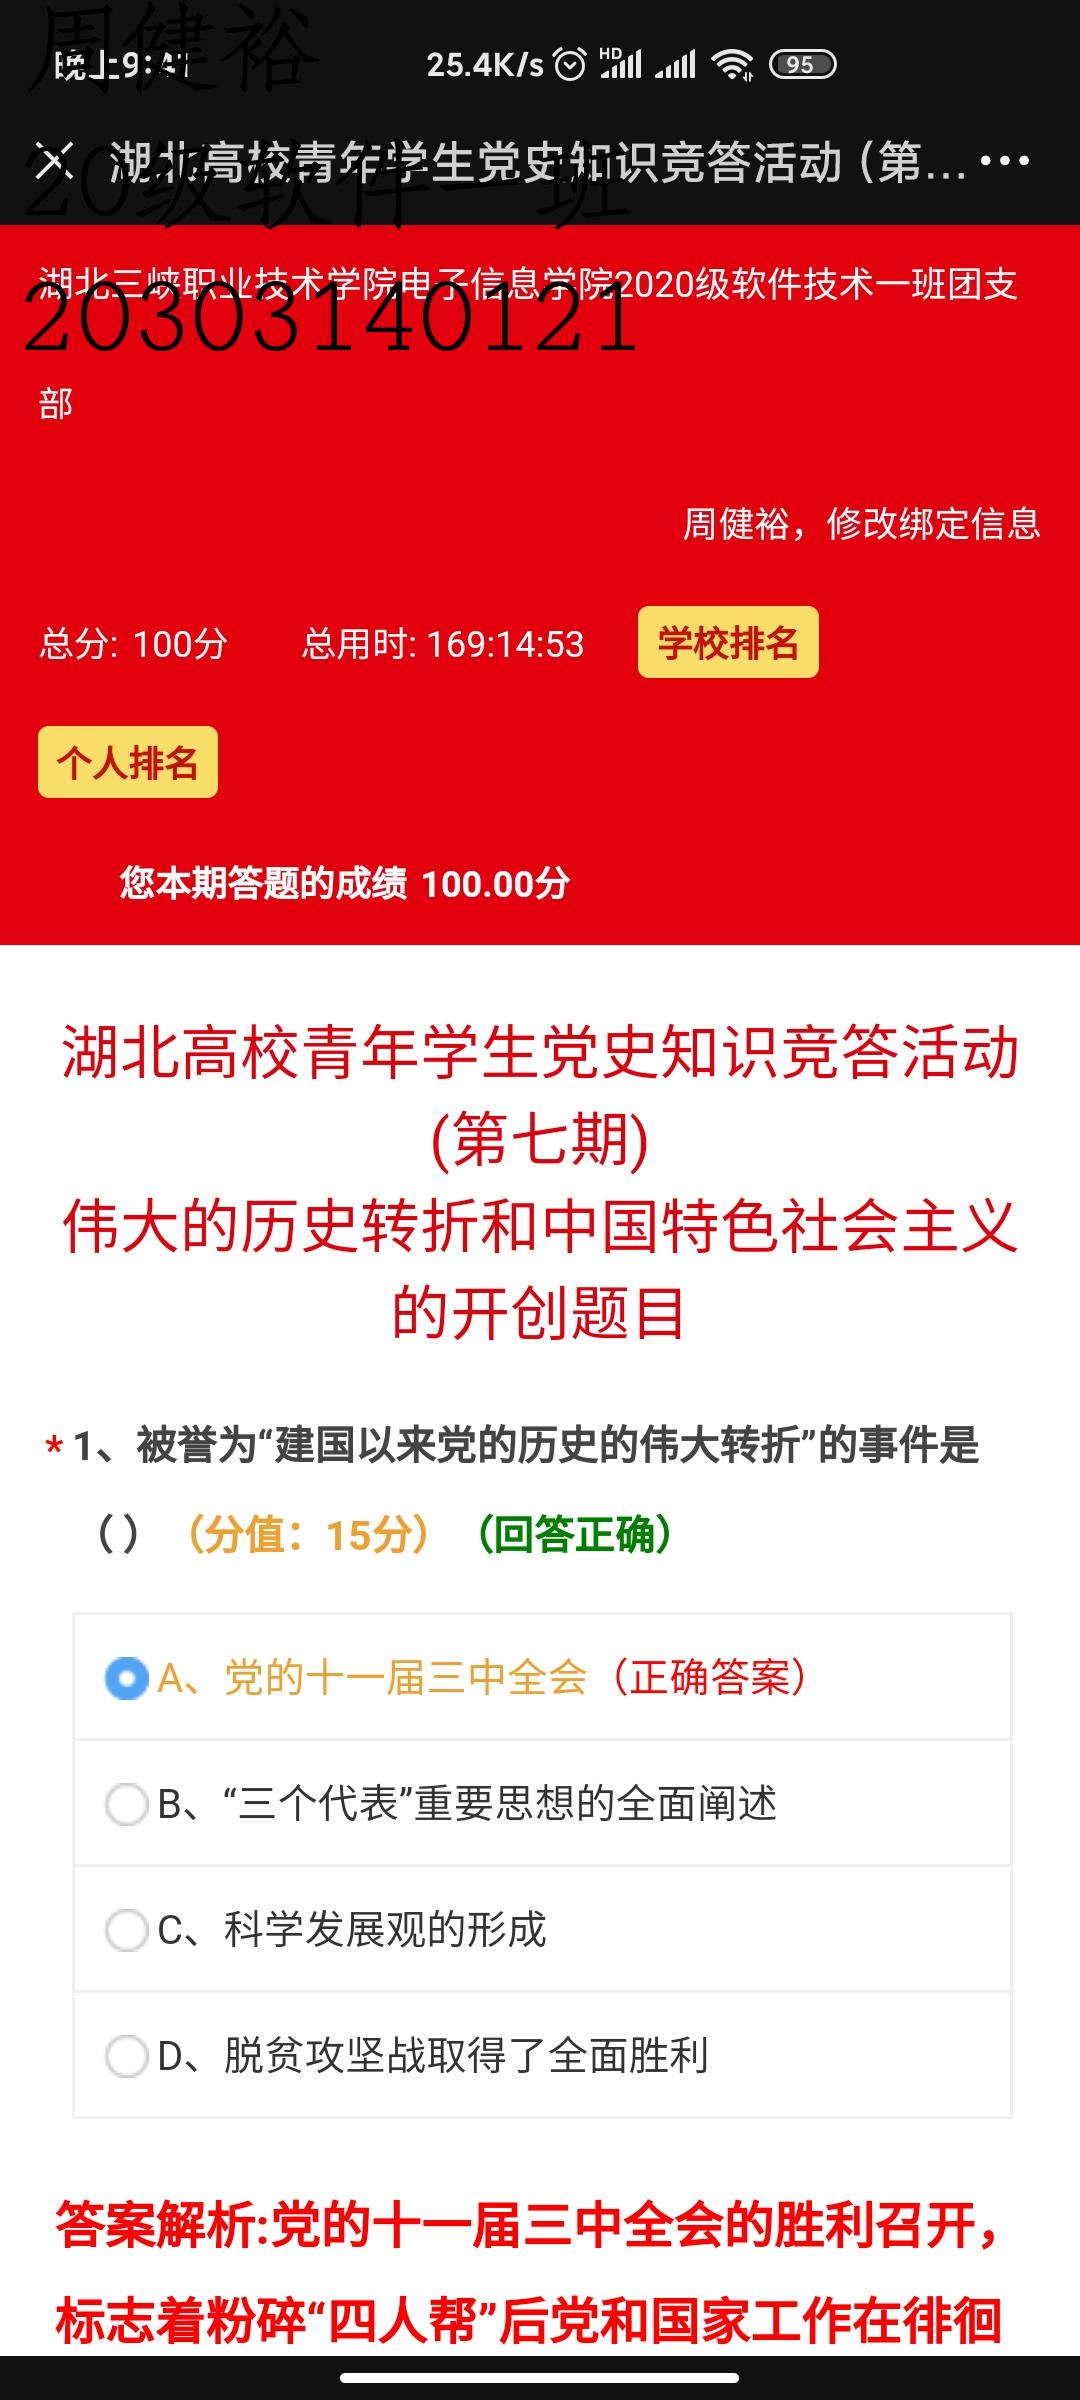 周健裕
晚上9:41
25.4K/s HD 95
20级软件一班
湖北高校青年学生党史知识竞答活动（第...
湖北三峡职业技术学院电子信息学院2020级软件技术一班团支
20303140121
部
周健裕，修改绑定信息
总分: 100分 总用时: 169:14:53 学校排名
个人排名
您本期答题的成绩 100.00分
湖北高校青年学生党史知识竞答活动
(第七期)
伟大的历史转折和中国特色社会主义
的开创题目
* 1、被誉为“建国以来党的历史的伟大转折”的事件是
（ ）（分值：15分）（回答正确）
A、党的十一届三中全会（正确答案）
B、“三个代表”重要思想的全面阐述
C、科学发展观的形成
D、脱贫攻坚战取得了全面胜利
答案解析:党的十一届三中全会的胜利召开，
标志着粉碎“四人帮”后党和国家工作在徘徊